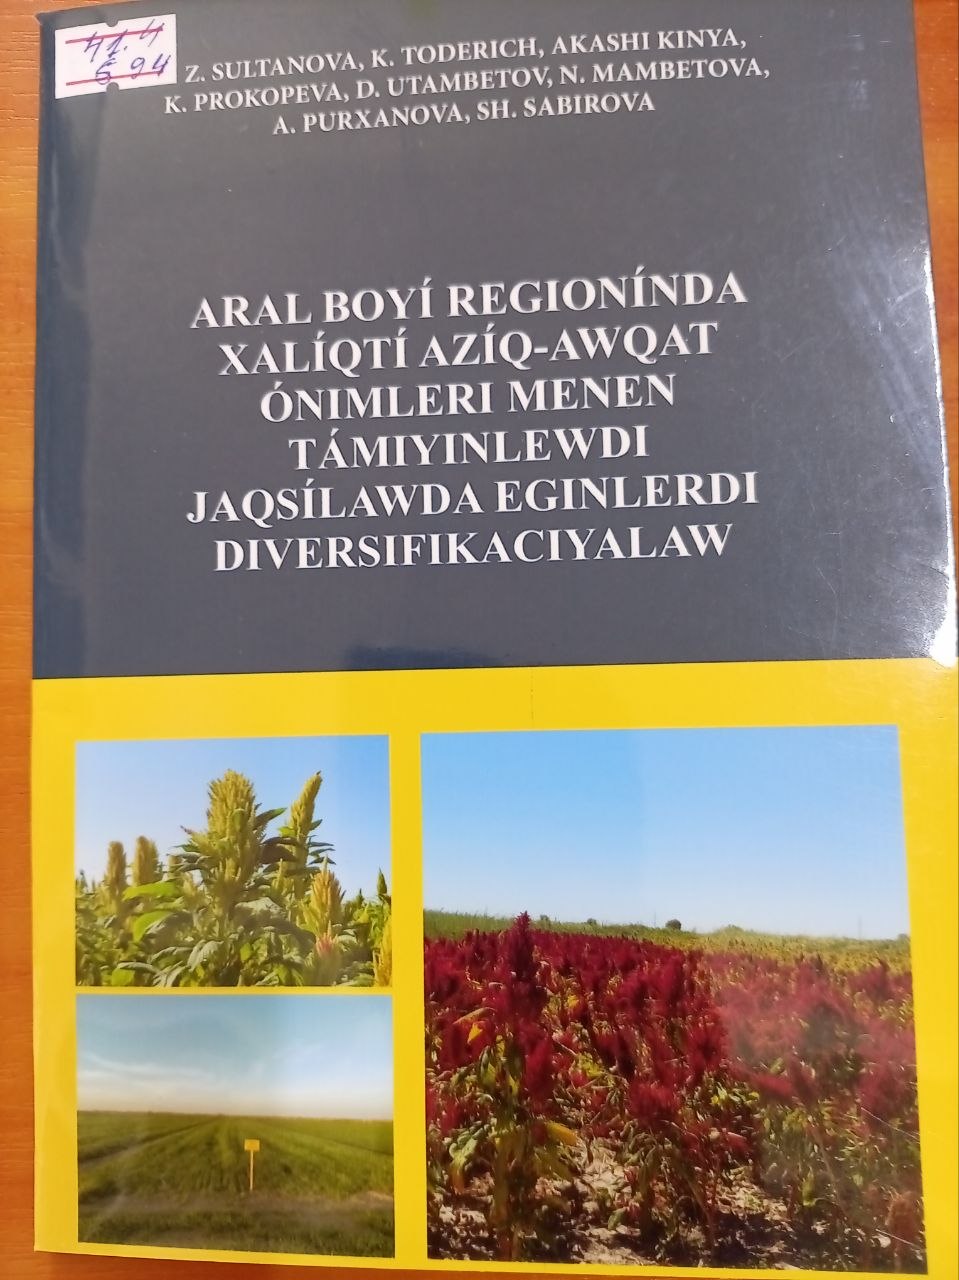 41.4
S 94
Z. SULTANOVA, K. TODERICH, AKASHI KINYA,
K. PROKOPEVA, D. UTAMBETOV, N. MAMBETOVA,
A. PURXANOVA, SH. SABIROVA
ARAL BOYÍ REGIONÍNDA
XALÍQTÍ AZÍQ-AWQAT
ÓNIMLERI MENEN
TÁMIYINLEWDI
JAQSÍLAWDA EGINLERDI
DIVERSIFIKACIYALAW